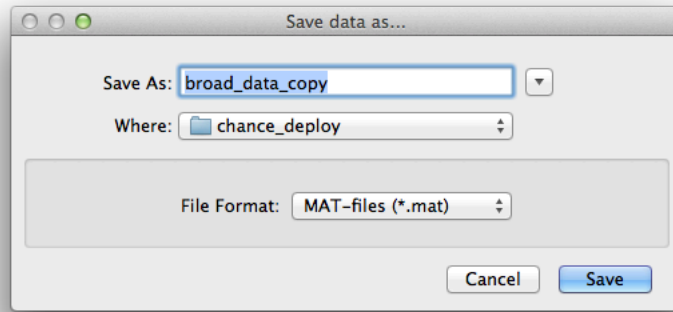 Save data as...
Save As: broad_data_copy
Where: chance_deploy
File Format: MAT-files (*.mat)
Cancel Save